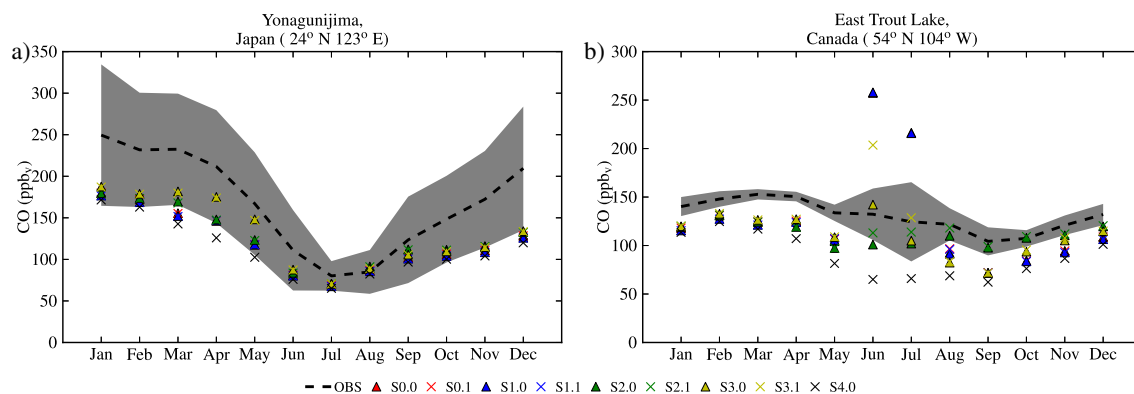 a)
Yonagunijima,
Japan ( 24° N 123° E)
CO (ppbᵥ)
350
300
250
200
150
100
50
0
Jan Feb Mar Apr May Jun Jul Aug Sep Oct Nov Dec
b)
East Trout Lake,
Canada ( 54° N 104° W)
CO (ppbᵥ)
300
250
200
150
100
50
0
Jan Feb Mar Apr May Jun Jul Aug Sep Oct Nov Dec
OBS S0.0 S0.1 S1.0 S1.1 S2.0 S2.1 S3.0 S3.1 S4.0